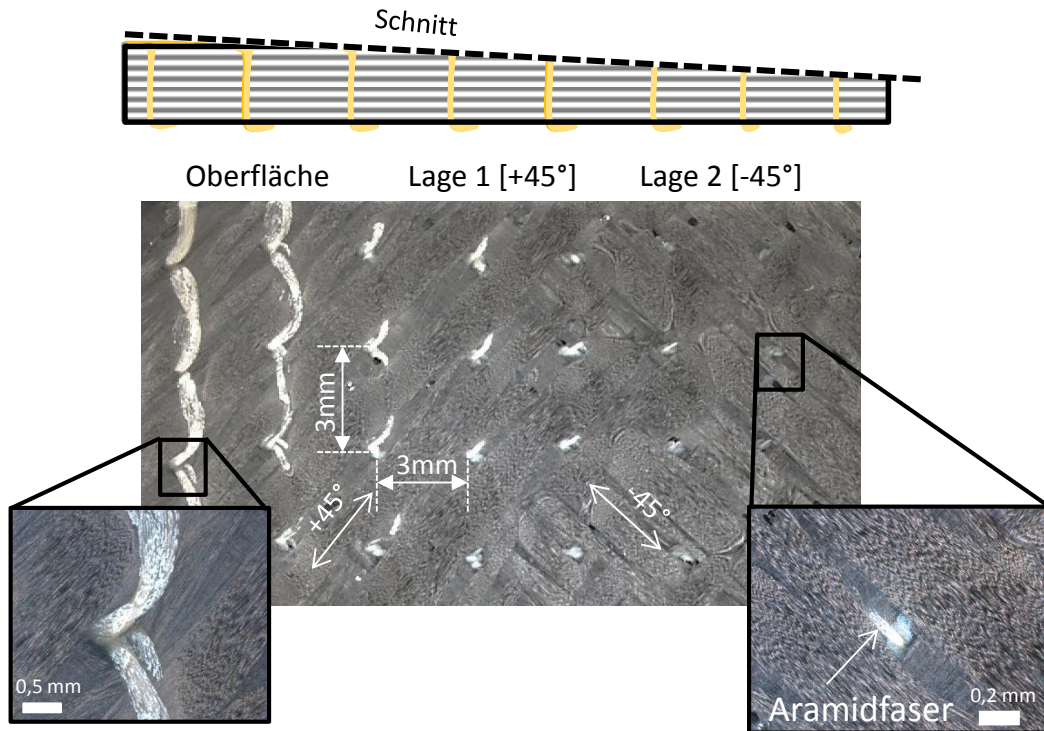 Schnitt
Oberfläche
Lage 1 [+45°]
Lage 2 [-45°]
3mm
3mm
+45°
-45°
0,5 mm
Aramidfaser
0,2 mm